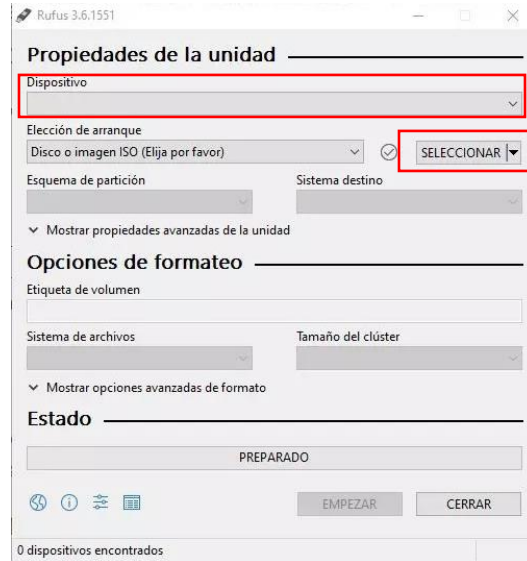 Rufus 3.6.1551
Propiedades de la unidad
Dispositivo
Elección de arranque
Disco o imagen ISO (Elija por favor)
SELECCIONAR
Esquema de partición
Sistema destino
Mostrar propiedades avanzadas de la unidad
Opciones de formateo
Etiqueta de volumen
Sistema de archivos
Tamaño del clúster
Mostrar opciones avanzadas de formato
Estado
PREPARADO
EMPEZAR
CERRAR
0 dispositivos encontrados